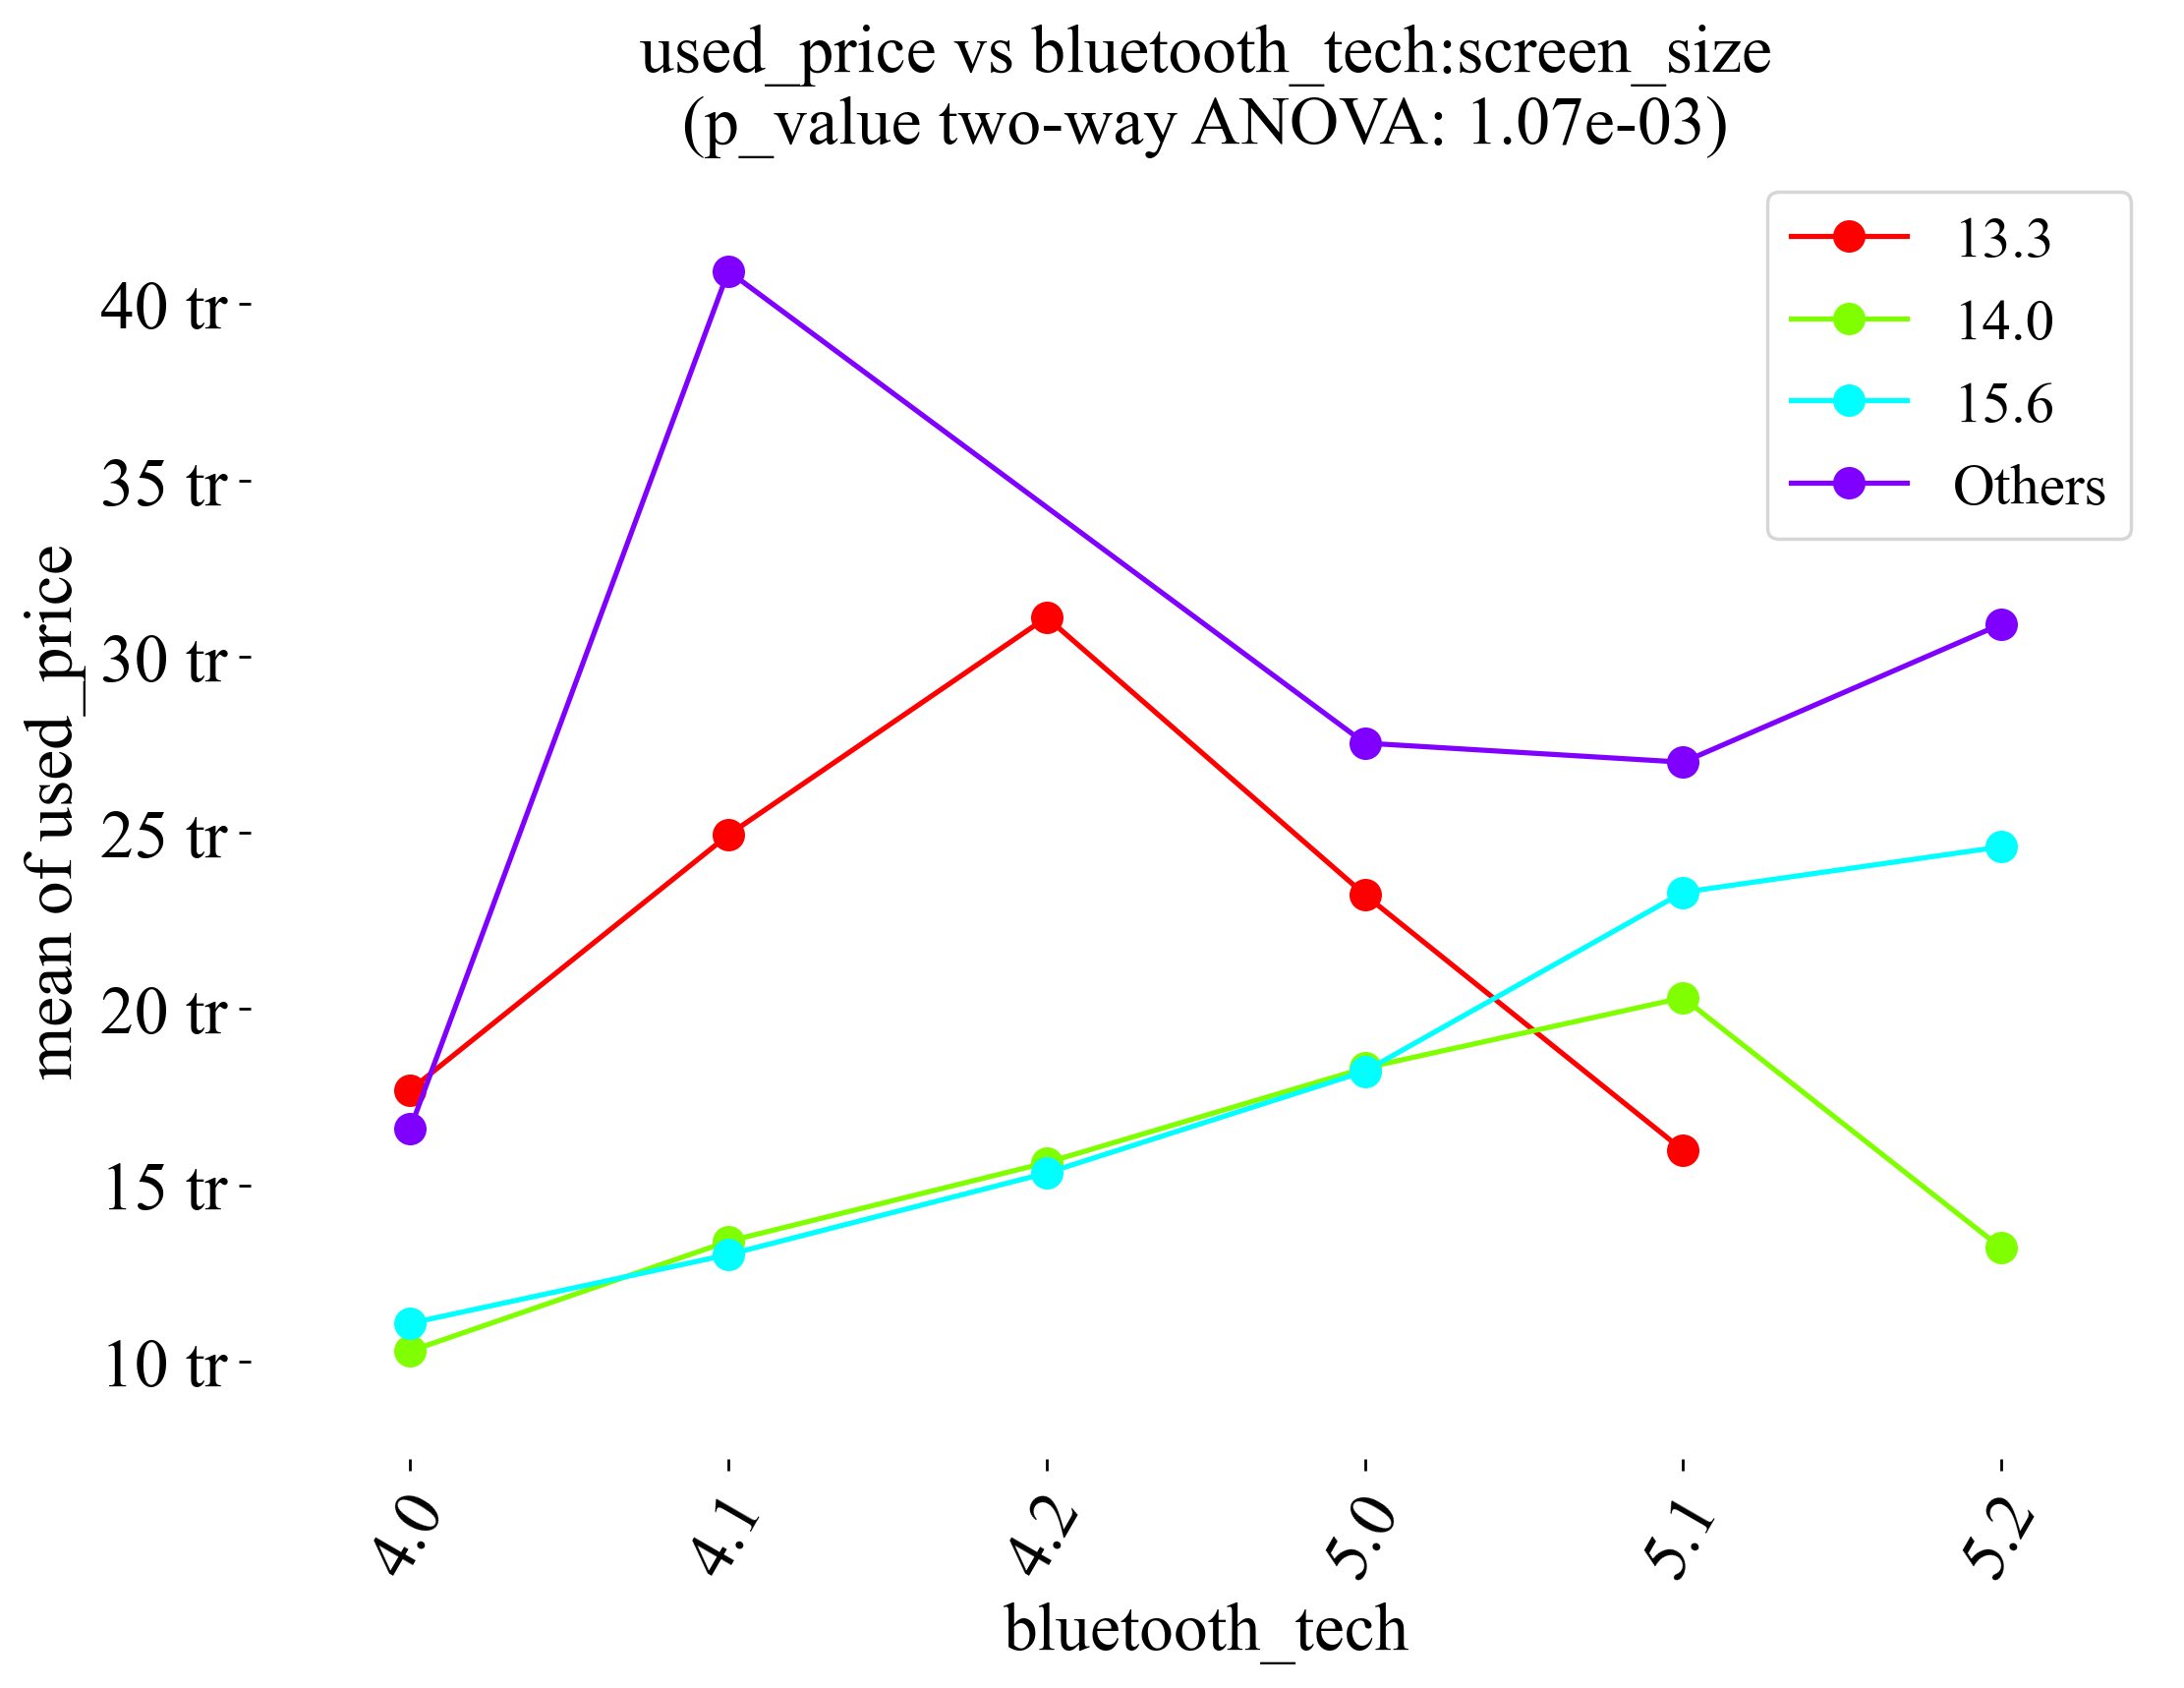 used_price vs bluetooth_tech:screen_size
(p_value two-way ANOVA: 1.07e-03)
13.3
14.0
15.6
Others
mean of used_price
40 tr
35 tr
30 tr
25 tr
20 tr
15 tr
10 tr
4.0
4.1
4.2
5.0
5.1
5.2
bluetooth_tech